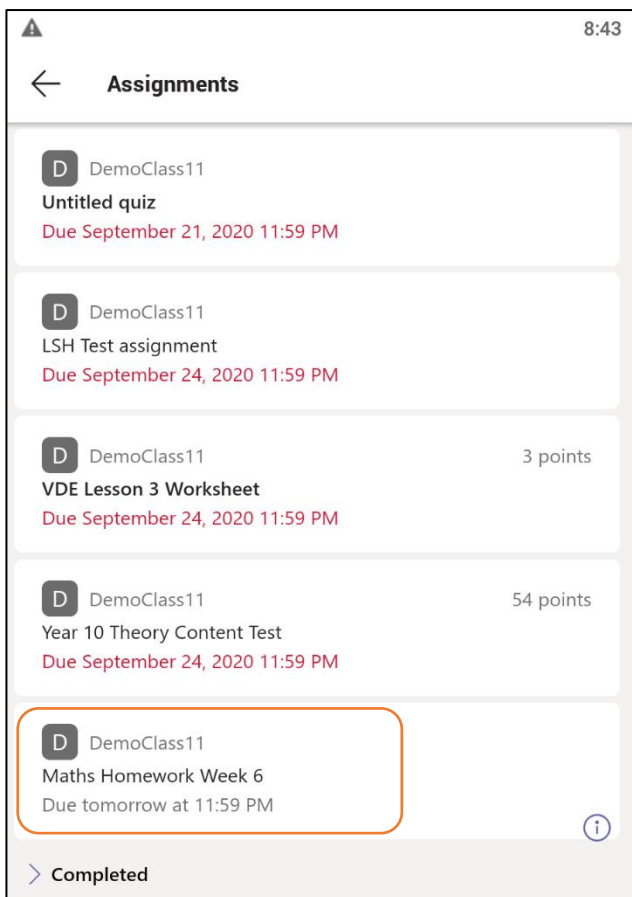 8:43
Assignments
D DemoClass11
Untitled quiz
Due September 21, 2020 11:59 PM
D DemoClass11
LSH Test assignment
Due September 24, 2020 11:59 PM
D DemoClass11 3 points
VDE Lesson 3 Worksheet
Due September 24, 2020 11:59 PM
D DemoClass11 54 points
Year 10 Theory Content Test
Due September 24, 2020 11:59 PM
D DemoClass11
Maths Homework Week 6
Due tomorrow at 11:59 PM
Completed